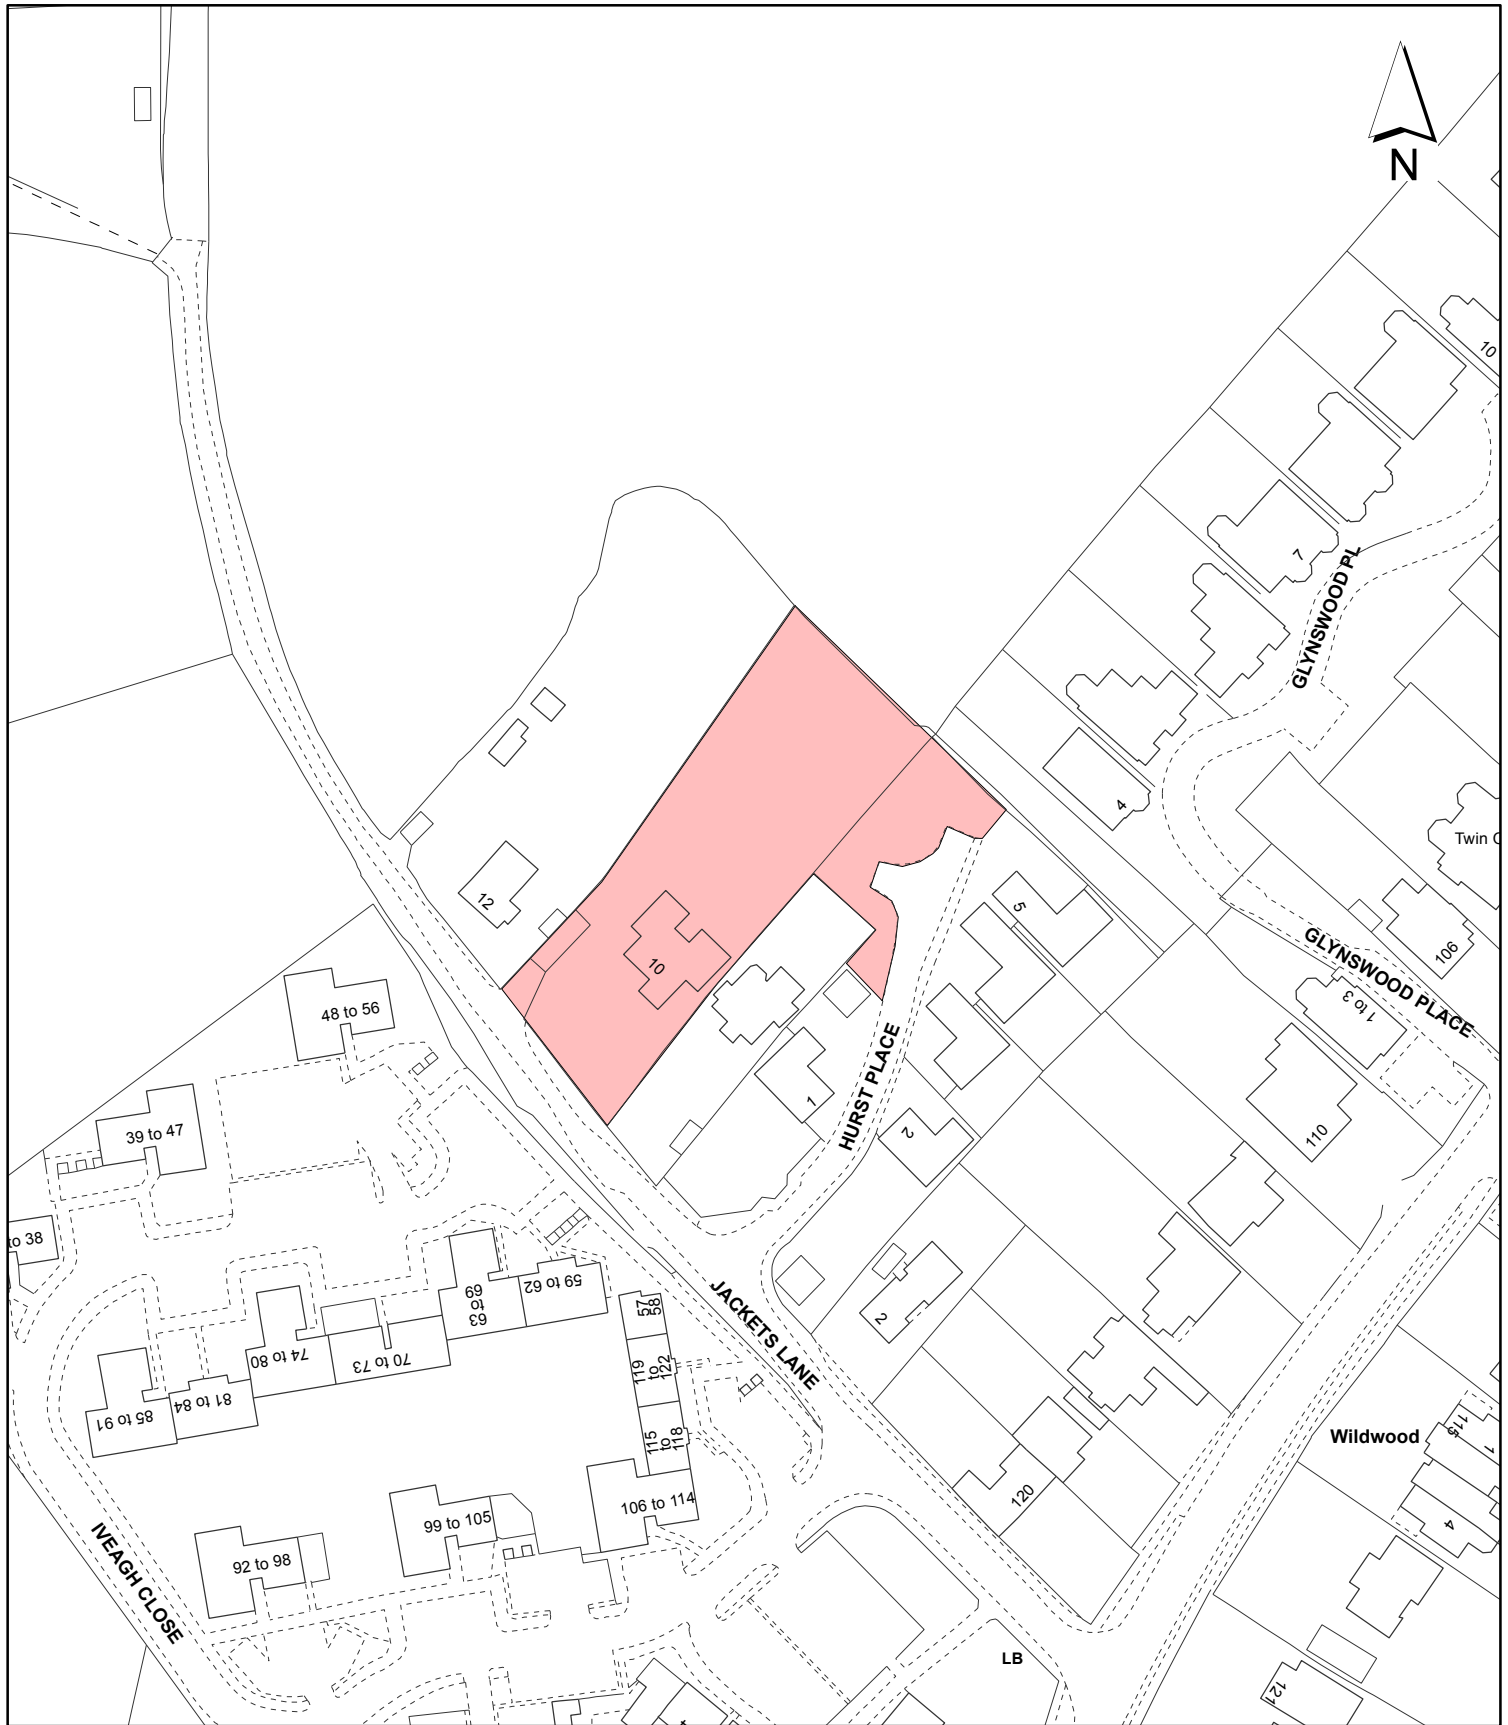 N
10
7
GLYNSWOOD PL
4
Twin
12
5
106
GLYNSWOOD PLACE
10
1 to 3
48 to 56
1
HURST PLACE
2
110
39 to 47
to 38
59 to 62
69
to
63
57
58
JACKETS LANE
2
74 to 80
70 to 73
119
to
122
81 to 84
85 to 91
115
to
118
Wildwood
115
1
120
106 to 114
99 to 105
4
IVEAGH CLOSE
92 to 98
LB
121